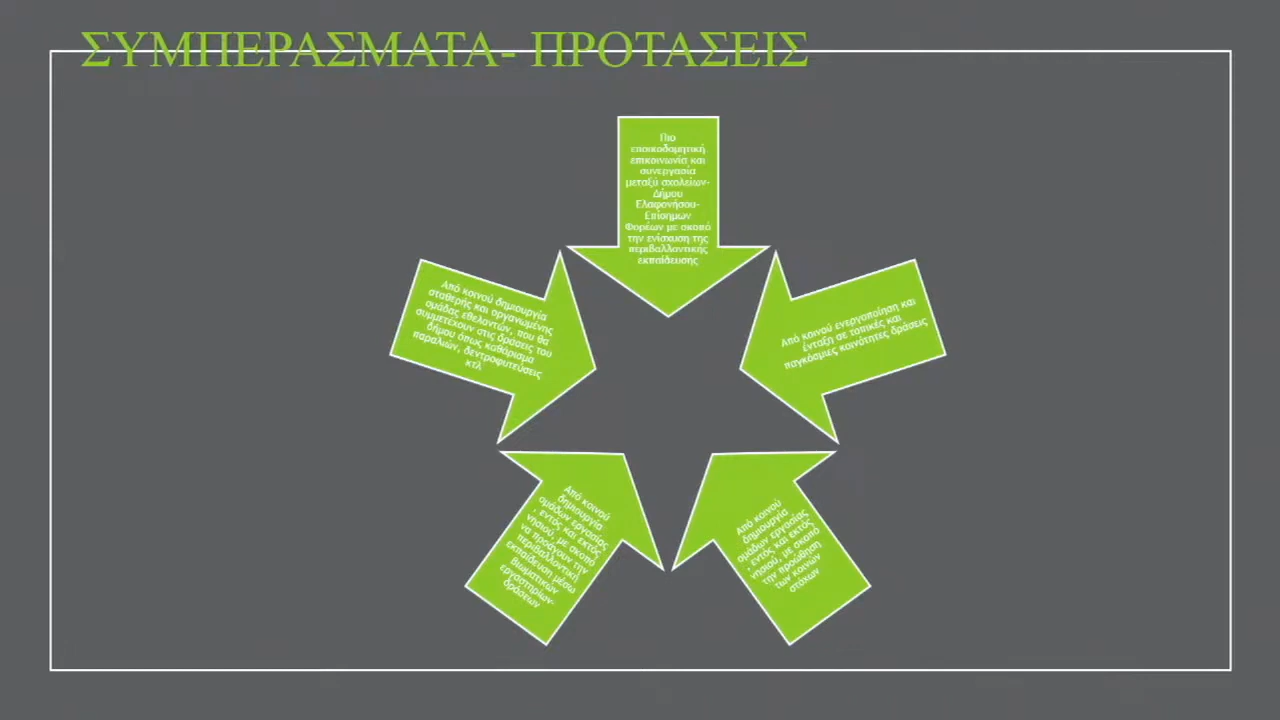 ΣΥΜΠΕΡΑΣΜΑΤΑ- ΠΡΟΤΑΣΕΙΣ
Πιο
εποικοδομητική
επικοινωνία και
συνεργασία
μεταξύ σχολείων-
Δήμου
Ελαφονήσου-
Επίσημων
Φορέων με σκοπό
την ενίσχυση της
περιβαλλοντικής
εκπαίδευσης
Από κοινού ενεργοποίηση και
ένταξη σε τοπικές και
παγκόσμιες κοινότητες δράσεις
Από κοινού
δημιουργία
ομάδων εργασίας
, εντός και εκτός
νησιού, με σκοπό
την προώθηση
των κοινων
στόχων
Από κοινού
δημιουργία
ομάδων εργασίας
, εντός και εκτός
νησιού, με σκοπό
να προάγουν την
περιβαλλοντική
εκπαίδευση μέσω
βιωματικών
εργαστηρίων-
δράσεων
Από κοινού δημιουργία
σταθερής και οργανωμένης
ομάδας εθελοντών, που θα
συμμετέχουν στις δράσεις του
δήμου όπως καθάρισμα
παραλιών, δεντροφυτεύσεις
κτλ